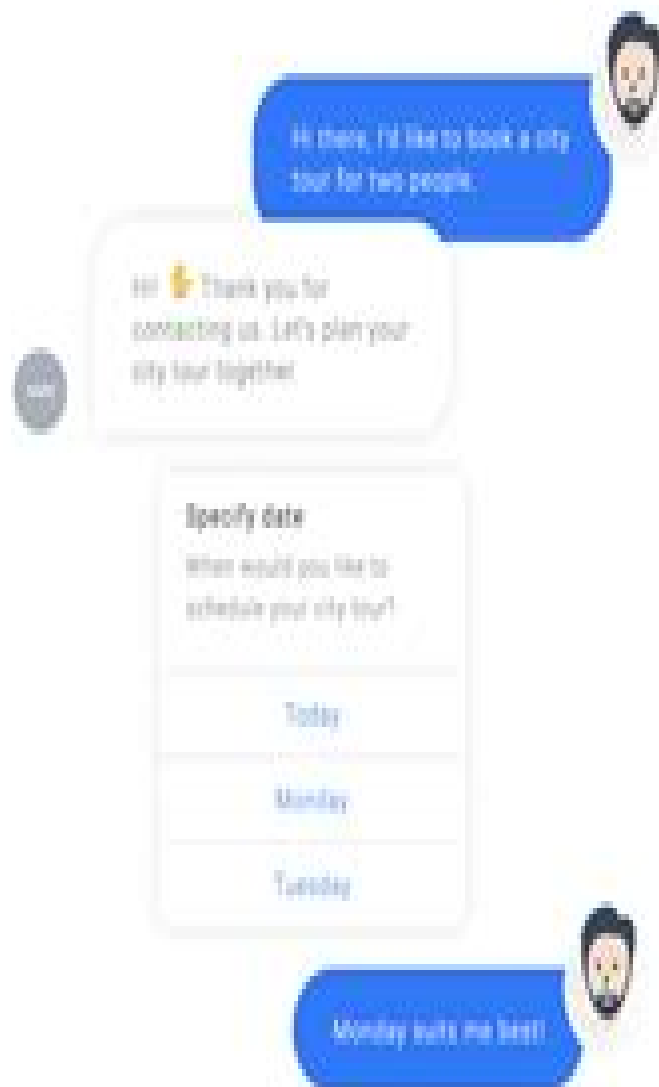 Hi there, I'd like to book a city
tour for two people.
Hi! 👋 Thank you for
contacting us. Let's plan your
city tour together.
Specify date
When would you like to
schedule your city tour?
Today
Monday
Tuesday
Monday suits me best!